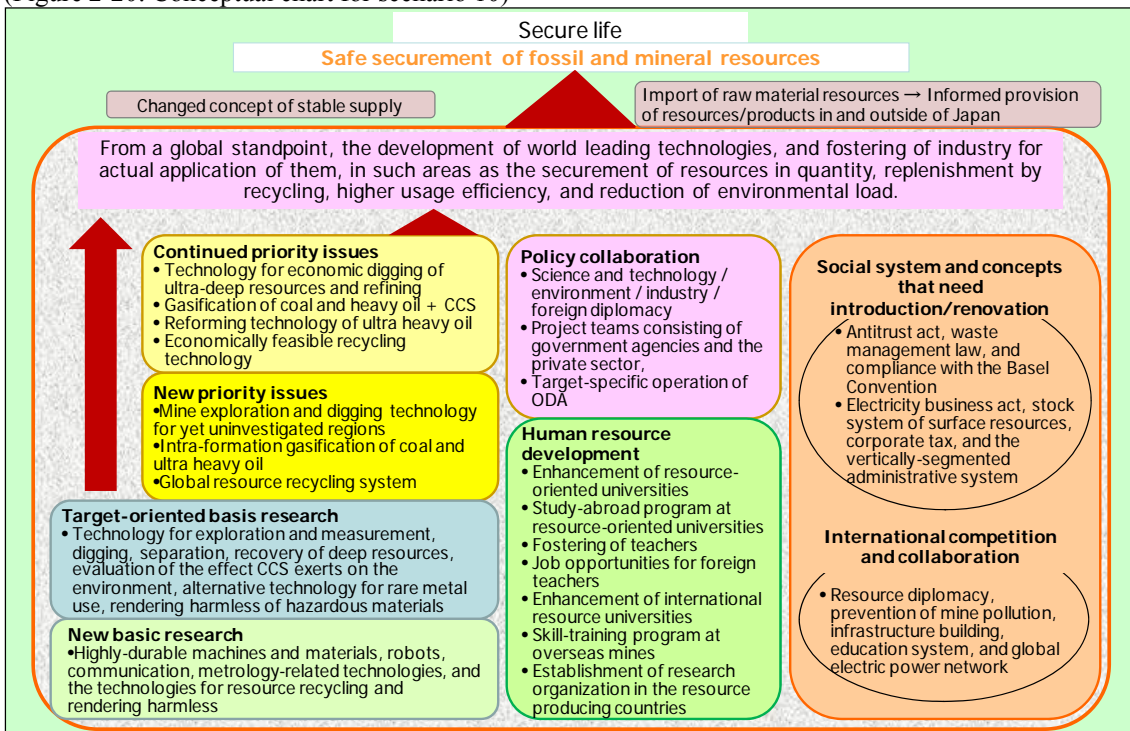 (Figure 2-20: Conceptual chart for scenario 10)
Secure life
Safe securement of fossil and mineral resources
Changed concept of stable supply
Import of raw material resources → Informed provision
of resources/products in and outside of Japan
From a global standpoint, the development of world leading technologies, and fostering of industry for
actual application of them, in such areas as the securement of resources in quantity, replenishment by
recycling, higher usage efficiency, and reduction of environmental load.
Continued priority issues
• Technology for economic digging of
ultra-deep resources and refining
• Gasification of coal and heavy oil + CCS
• Reforming technology of ultra heavy oil
• Economically feasible recycling
technology
New priority issues
•Mine exploration and digging technology
for yet uninvestigated regions
•Intra-formation gasification of coal and
ultra heavy oil
•Global resource recycling system
Target-oriented basis research
• Technology for exploration and measurement,
digging, separation, recovery of deep resources,
evaluation of the effect CCS exerts on the
environment, alternative technology for rare metal
use, rendering harmless of hazardous materials
New basic research
•Highly-durable machines and materials, robots,
communication, metrology-related technologies, and
the technologies for resource recycling and
rendering harmless
Policy collaboration
• Science and technology /
environment / industry /
foreign diplomacy
• Project teams consisting of
government agencies and the
private sector,
• Target-specific operation of
ODA
Human resource
development
• Enhancement of resource-
oriented universities
• Study-abroad program at
resource-oriented universities
• Fostering of teachers
• Job opportunities for foreign
teachers
• Enhancement of international
resource universities
• Skill-training program at
overseas mines
• Establishment of research
organization in the resource
producing countries
Social system and concepts
that need
introduction/renovation
• Antitrust act, waste
management law, and
compliance with the Basel
Convention
• Electricity business act, stock
system of surface resources,
corporate tax, and the
vertically-segmented
administrative system
International competition
and collaboration
• Resource diplomacy,
prevention of mine pollution,
infrastructure building,
education system, and global
electric power network